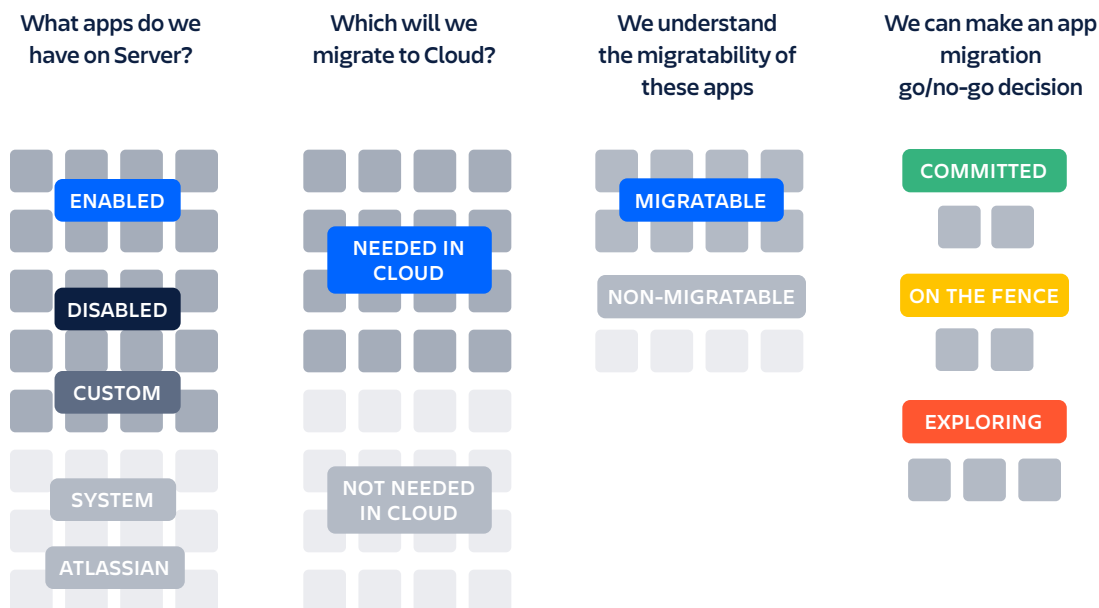 What apps do we
have on Server?
ENABLED
DISABLED
CUSTOM
SYSTEM
ATLASSIAN
Which will we
migrate to Cloud?
NEEDED IN
CLOUD
NOT NEEDED
IN CLOUD
We understand
the migratability of
these apps
MIGRATABLE
NON-MIGRATABLE
We can make an app
migration
go/no-go decision
COMMITTED
ON THE FENCE
EXPLORING